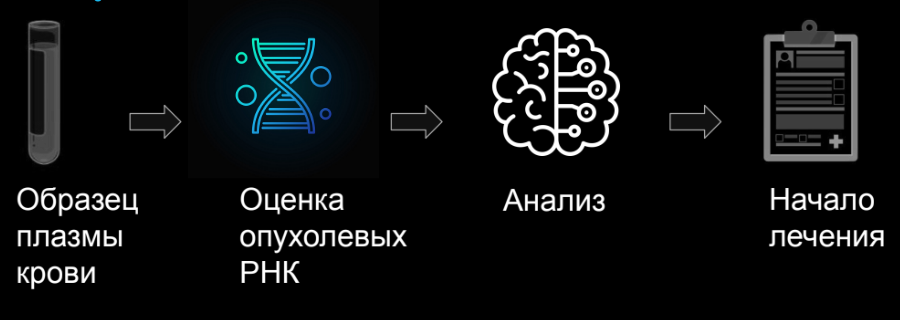 Образец
плазмы
крови
Оценка
опухолевых
РНК
Анализ
Начало
лечения